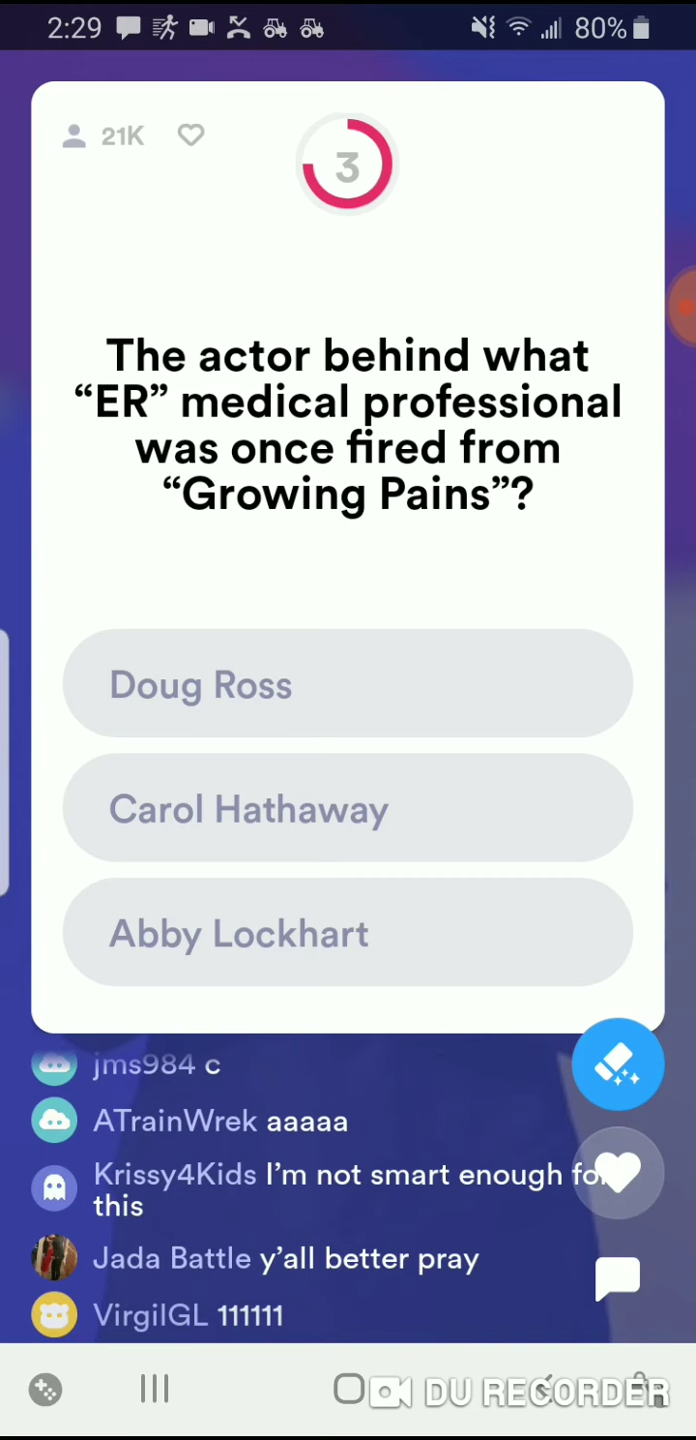 2:29 80%
21K
3
The actor behind what
“ER” medical professional
was once fired from
“Growing Pains”?
Doug Ross
Carol Hathaway
Abby Lockhart
jms984 c
ATrainWrek aaaaa
Krissy4Kids I’m not smart enough for
this
Jada Battle y’all better pray
VirgilGL 111111
DU RECORDER